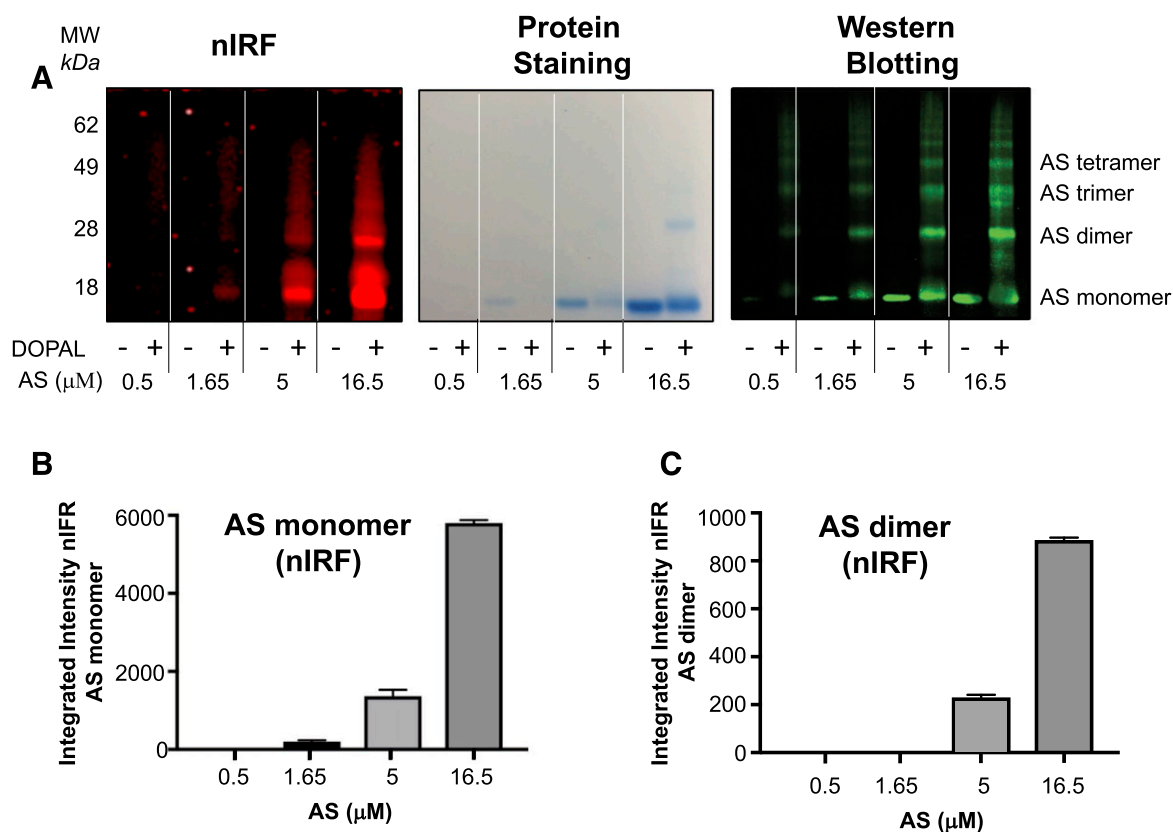 MW
kDa
nIRF
Protein
Staining
Western
Blotting
A
62
49
28
18
AS tetramer
AS trimer
AS dimer
AS monomer
DOPAL - + - + - + - + - + - + - + - + - + - + - + - +
AS (μM) 0.5 1.65 5 16.5 0.5 1.65 5 16.5 0.5 1.65 5 16.5
B
AS monomer
(nIRF)
Integrated Intensity nIFR
AS monomer
6000
4000
2000
0
0.5 1.65 5 16.5
AS (μM)
C
AS dimer
(nIRF)
Integrated Intensity nIFR
AS dimer
1000
800
600
400
200
0
0.5 1.65 5 16.5
AS (μM)